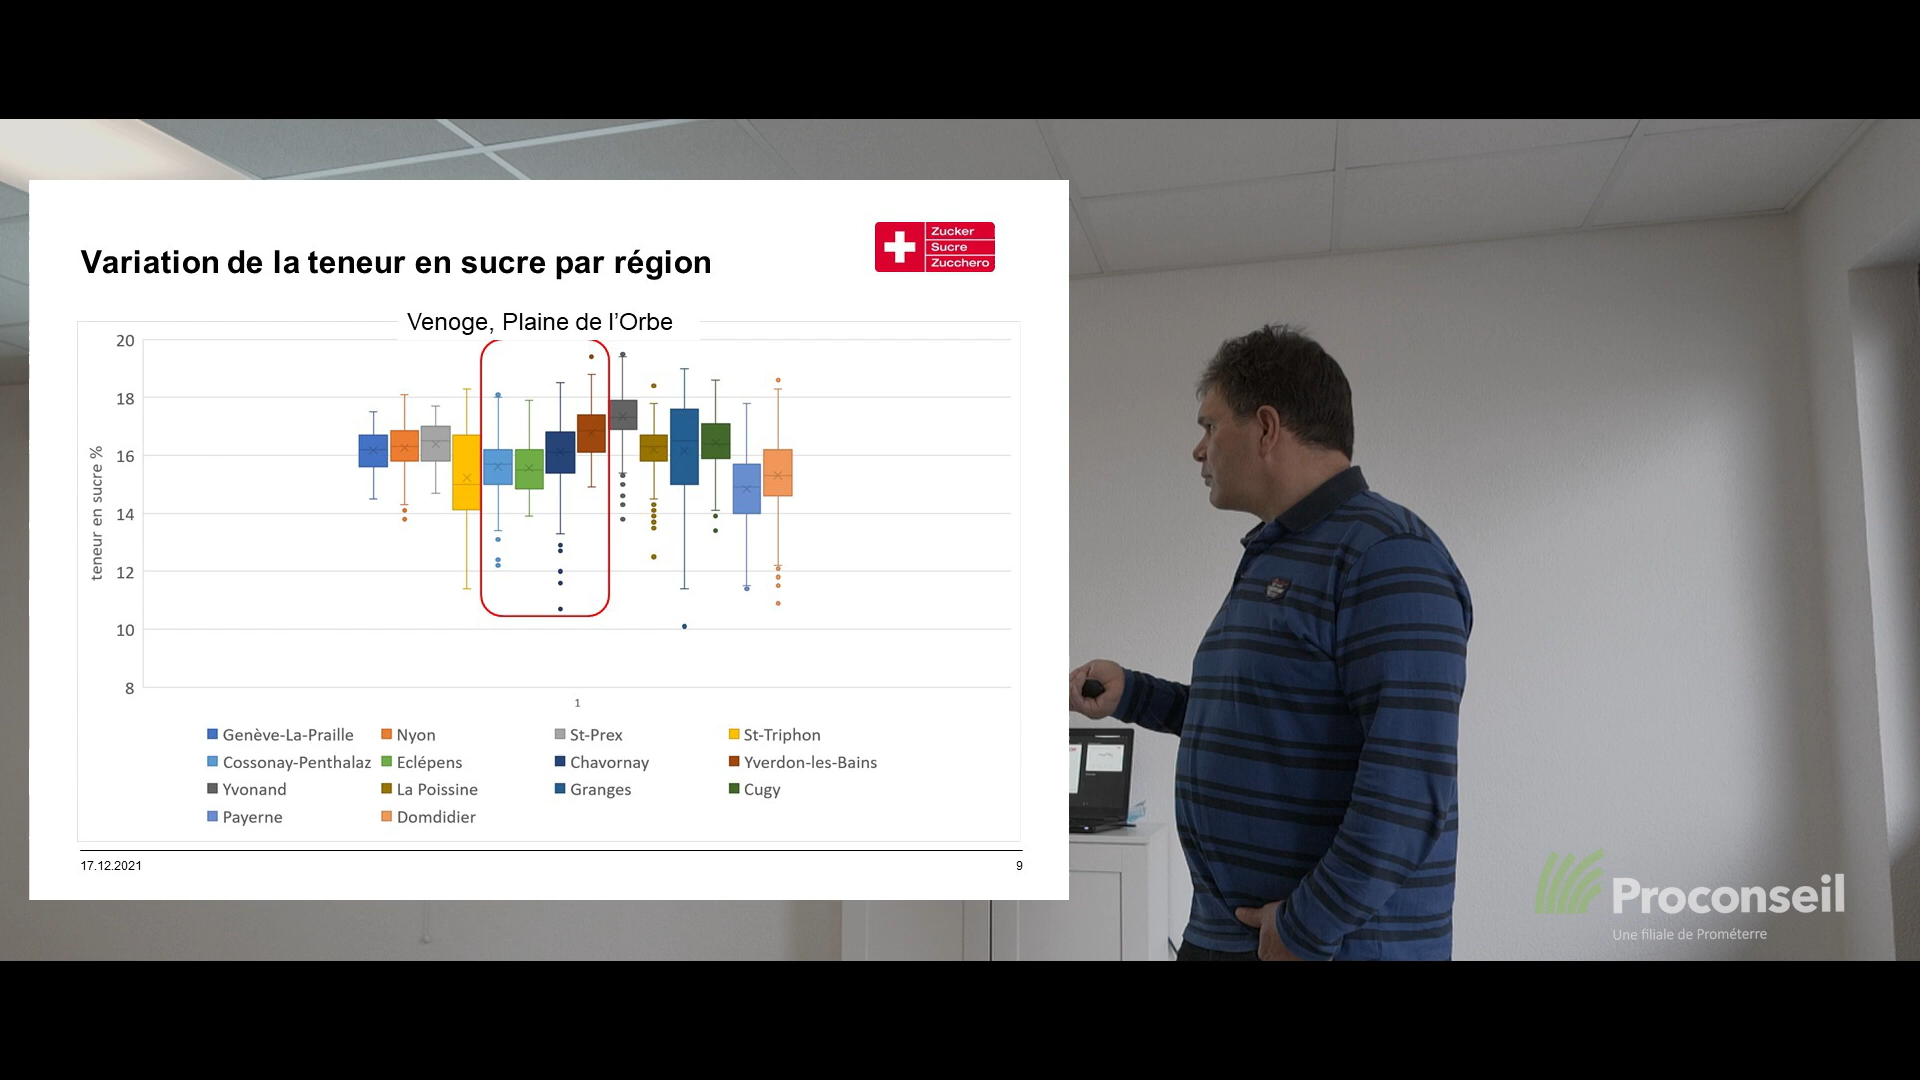 Variation de la teneur en sucre par région
Zucker
Sucre
Zucchero
Venoge, Plaine de l’Orbe
teneur en sucre %
20
18
16
14
12
10
8
1
Genève-La-Praille Nyon St-Prex St-Triphon
Cossonay-Penthalaz Eclépens Chavornay Yverdon-les-Bains
Yvonand La Poissine Granges Cugy
Payerne Domdidier
17.12.2021 9
Proconseil
Une filiale de Prométerre